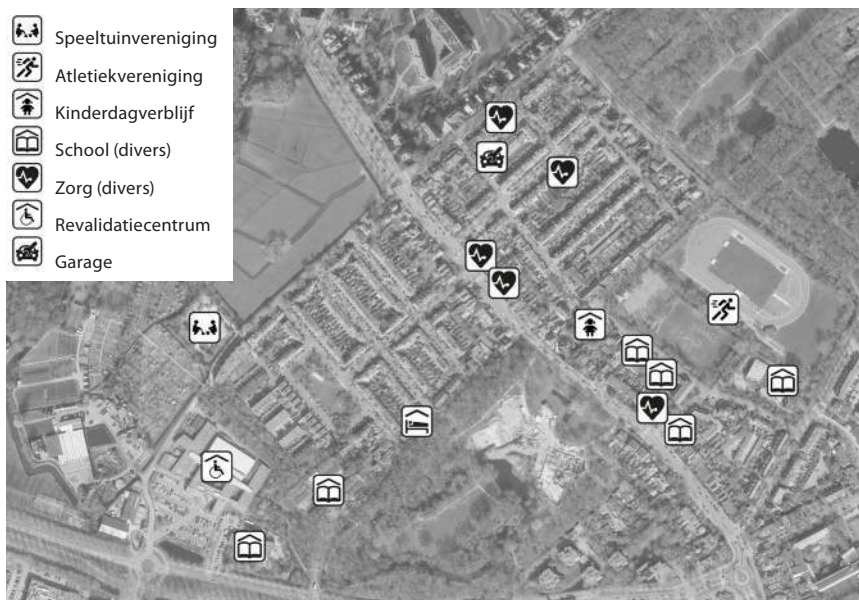 Speeltuinvereniging
Atletiekvereniging
Kinderdagverblijf
School (divers)
Zorg (divers)
Revalidatiecentrum
Garage